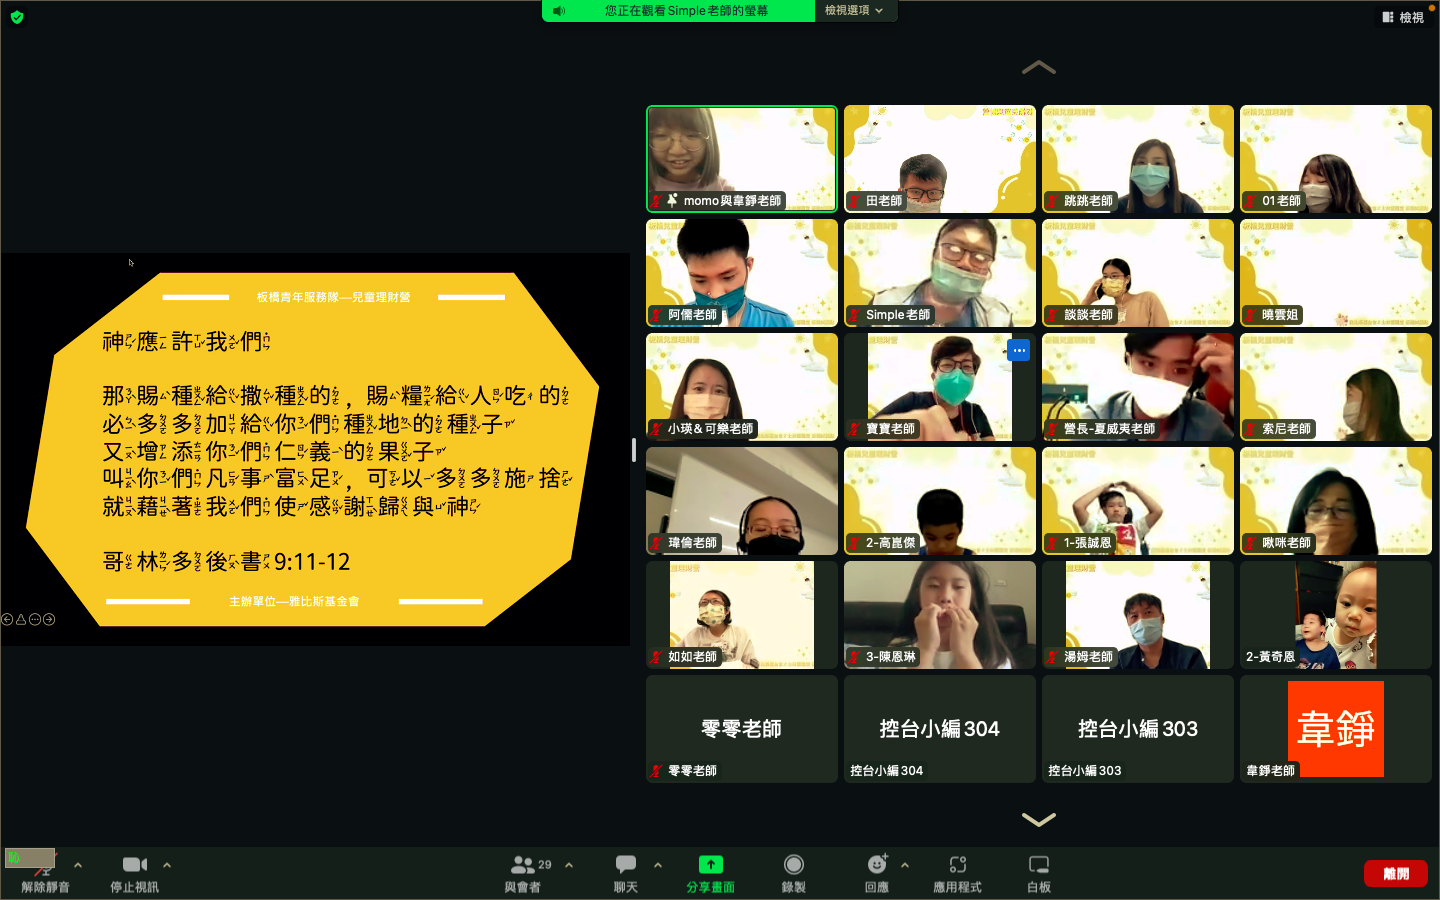 您正在觀看Simple老師的螢幕
檢視選項
檢視
板橋青年服務隊—兒童理財營
神應許我們
那賜種給撒種的，賜糧給人吃的
必多多加給你們種地的種子
又增添你們仁義的果子
叫你們凡事富足，可以多多施捨
就藉著我們使感謝歸與神
哥林多後書 9:11-12
主辦單位—雅比斯基金會
momo與韋錚老師
田老師
跳跳老師
01老師
阿儒老師
Simple老師
談談老師
曉雲姐
小瑛＆可樂老師
寶寶老師
營長-夏威夷老師
索尼老師
瑋倫老師
2-高崑傑
1-張誠恩
啾咪老師
如如老師
3-陳恩琳
湯姆老師
2-黃奇恩
零零老師
零零老師
控台小編304
控台小編304
控台小編303
控台小編303
韋錚
韋錚老師
解除靜音
停止視訊
29
與會者
聊天
分享畫面
錄製
回應
應用程式
白板
離開